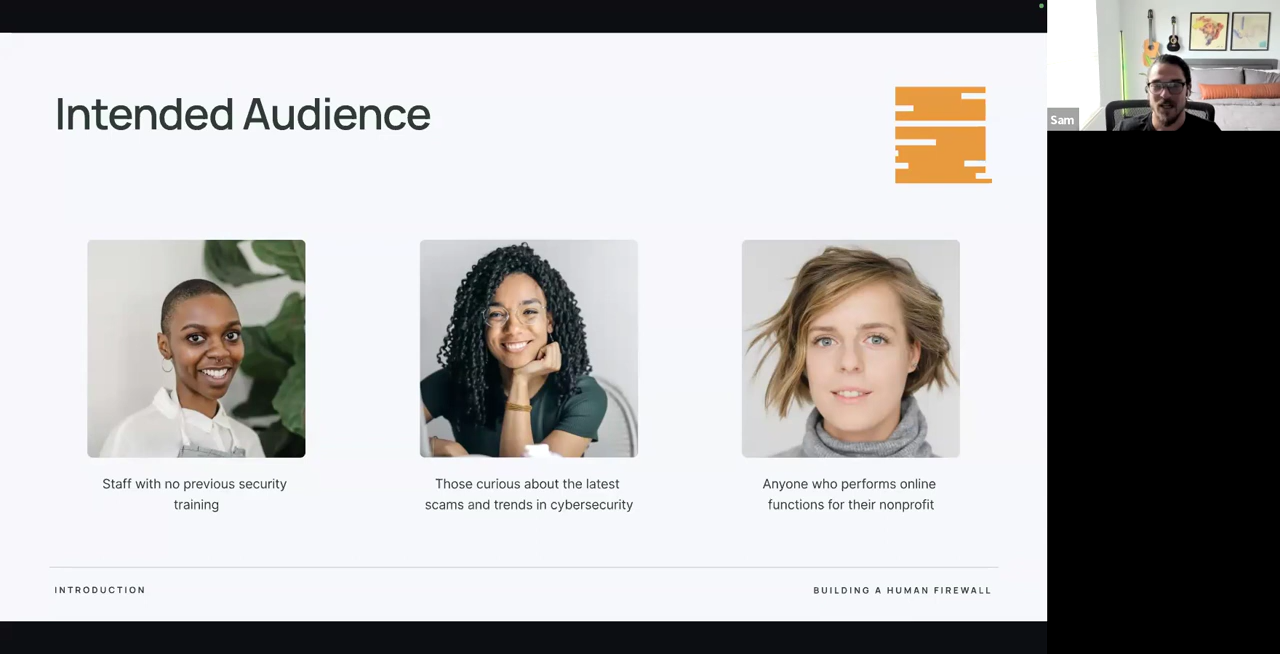 Intended Audience
Sam
Staff with no previous security
training
Those curious about the latest
scams and trends in cybersecurity
Anyone who performs online
functions for their nonprofit
INTRODUCTION
BUILDING A HUMAN FIREWALL